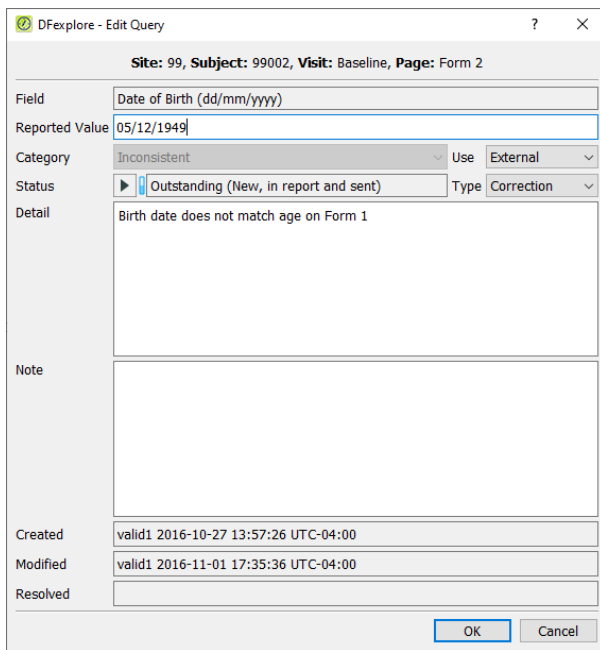 DFexplore - Edit Query ? ×
Site: 99, Subject: 99002, Visit: Baseline, Page: Form 2
Field Date of Birth (dd/mm/yyyy)
Reported Value 05/12/1949
Category Inconsistent Use External
Status Outstanding (New, in report and sent) Type Correction
Detail Birth date does not match age on Form 1
Note
Created valid1 2016-10-27 13:57:26 UTC-04:00
Modified valid1 2016-11-01 17:35:36 UTC-04:00
Resolved
OK Cancel